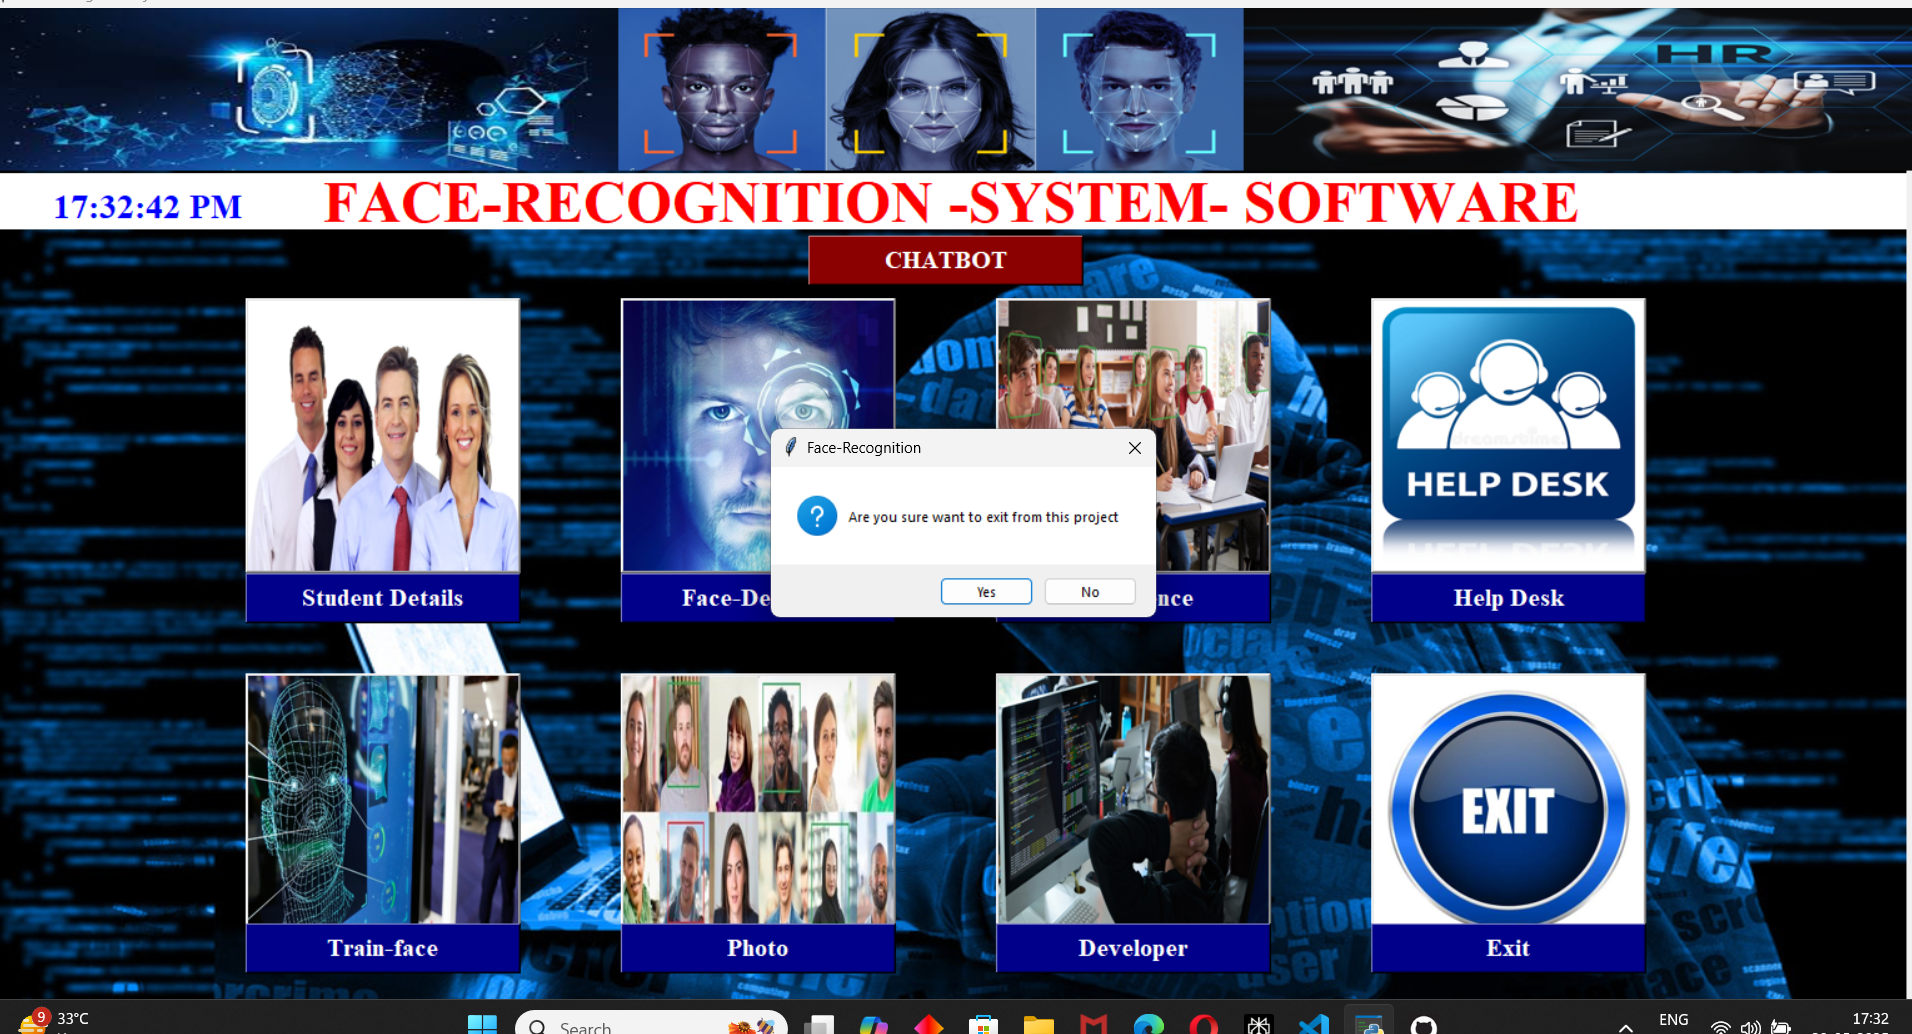 HR
17:32:42 PM
FACE-RECOGNITION -SYSTEM- SOFTWARE
CHATBOT
HELP DESK
Face-Recognition
Are you sure want to exit from this project
Yes
No
Student Details
Face-De
nce
Help Desk
EXIT
Train-face
Photo
Developer
Exit
9
33°C
Search
ENG
17:32